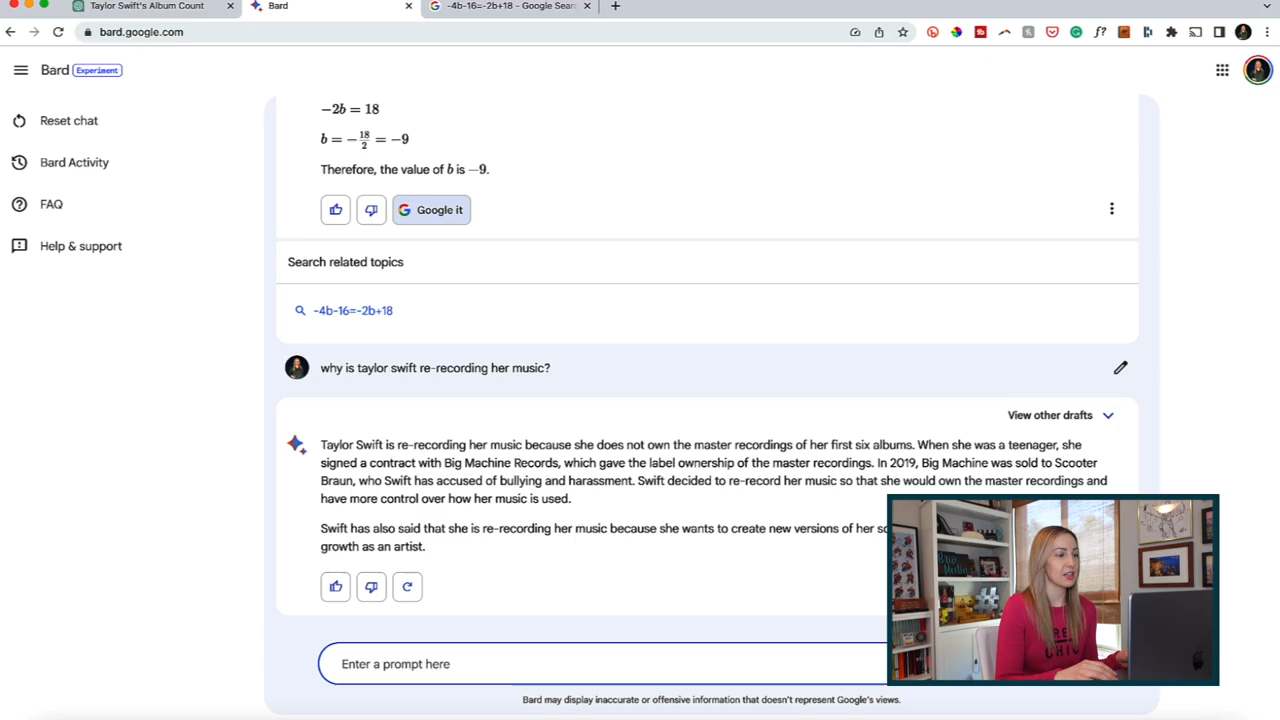 Taylor Swift's Album Count
Bard
-4b-16=-2b+18 - Google Sear
bard.google.com
Bard Experiment
Reset chat
Bard Activity
FAQ
Help & support
−2b = 18
b = −18/2 = −9
Therefore, the value of b is −9.
Google it
Search related topics
-4b-16=-2b+18
why is taylor swift re-recording her music?
View other drafts
Taylor Swift is re-recording her music because she does not own the master recordings of her first six albums. When she was a teenager, she
signed a contract with Big Machine Records, which gave the label ownership of the master recordings. In 2019, Big Machine was sold to Scooter
Braun, who Swift has accused of bullying and harassment. Swift decided to re-record her music so that she would own the master recordings and
have more control over how her music is used.
Swift has also said that she is re-recording her music because she wants to create new versions of her so
growth as an artist.
Enter a prompt here
Bard may display inaccurate or offensive information that doesn't represent Google's views.